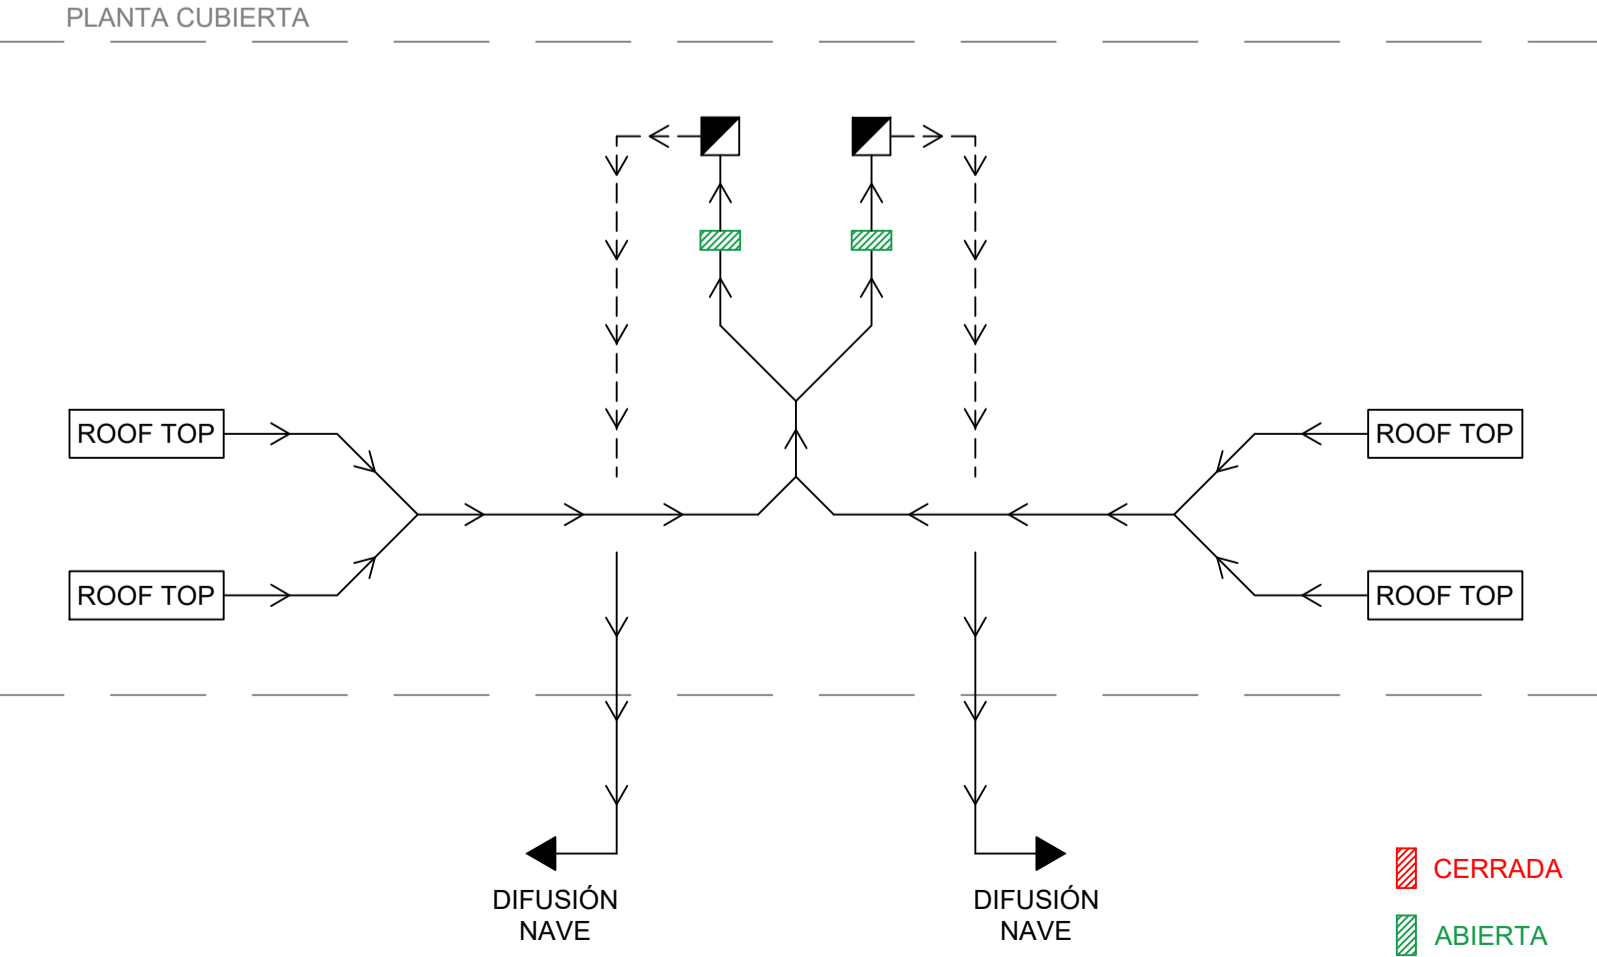 PLANTA CUBIERTA
ROOF TOP
ROOF TOP
ROOF TOP
ROOF TOP
DIFUSIÓN
NAVE
DIFUSIÓN
NAVE
CERRADA
ABIERTA